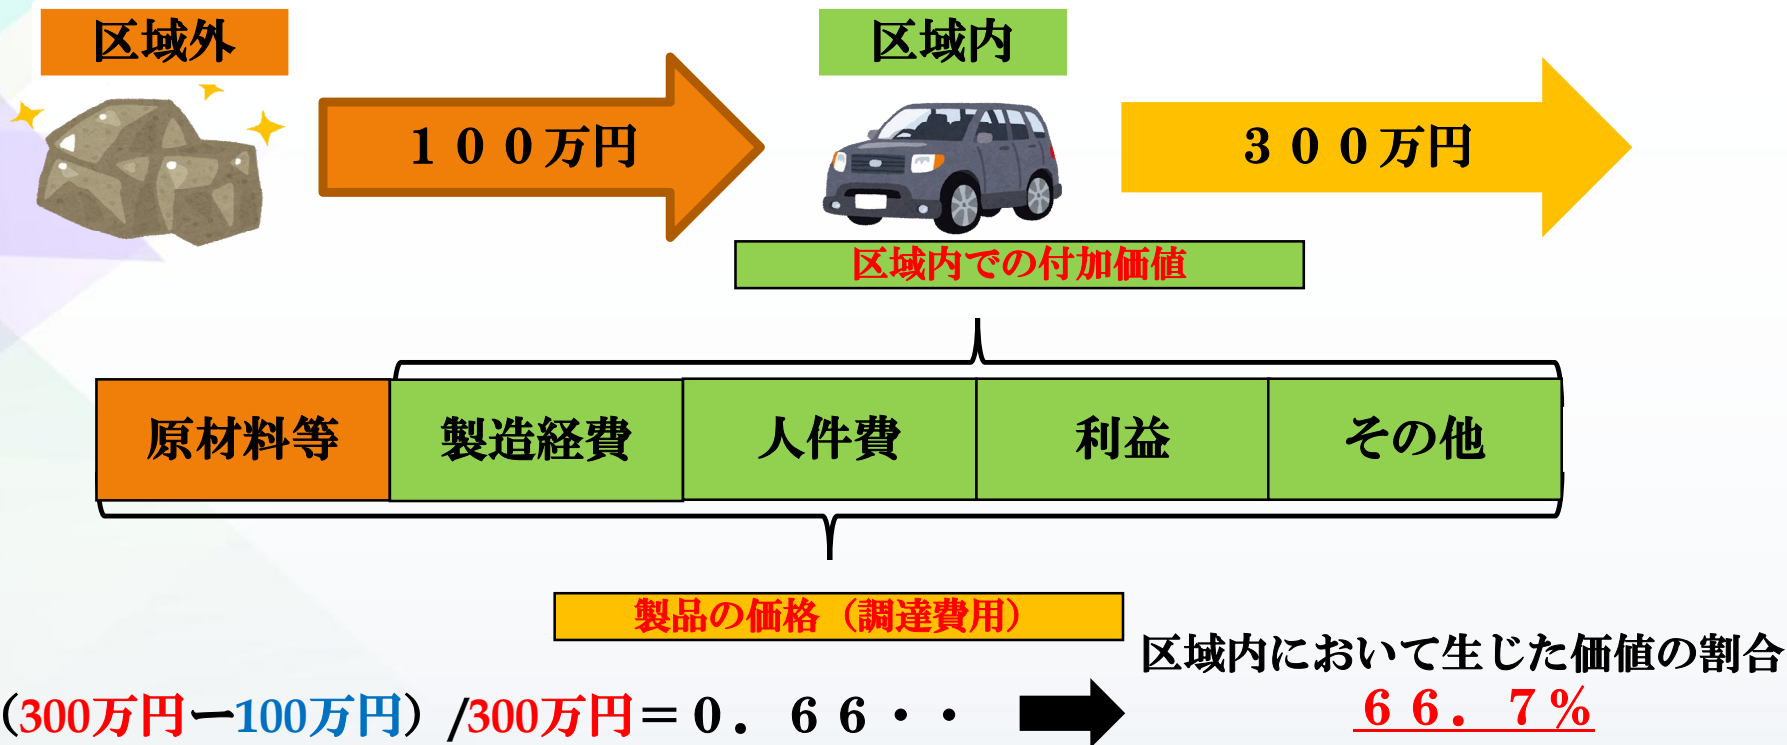 区域外
区域内
１００万円
３００万円
区域内での付加価値
原材料等
製造経費
人件費
利益
その他
製品の価格（調達費用）
区域内において生じた価値の割合
（300万円ー100万円）/300万円＝０．６６・・
６６．７％